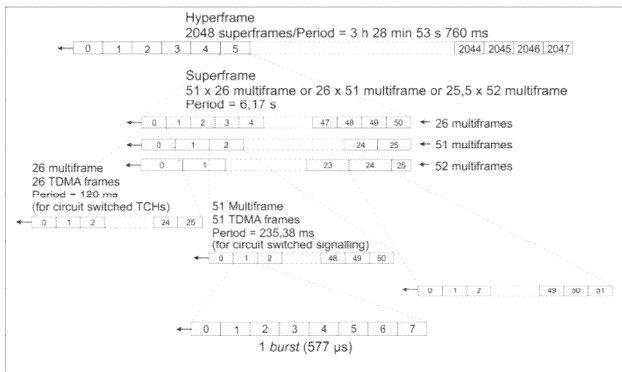 Hyperframe
2048 superframes/Period = 3 h 28 min 53 s 760 ms
0 1 2 3 4 5 2044 2045 2046 2047
Superframe
51 x 26 multiframe or 26 x 51 multiframe or 25,5 x 52 multiframe
Period = 6,17 s
0 1 2 3 4 47 48 49 50 26 multiframes
0 1 2 24 25 51 multiframes
0 1 23 24 25 52 multiframes
26 multiframe
26 TDMA frames
Period = 120 ms
(for circuit switched TCHs)
0 1 2 24 25
51 Multiframe
51 TDMA frames
Period = 235,38 ms
(for circuit switched signalling)
0 1 2 48 49 50
0 1 2 49 50 51
0 1 2 3 4 5 6 7
1 burst (577 µs)